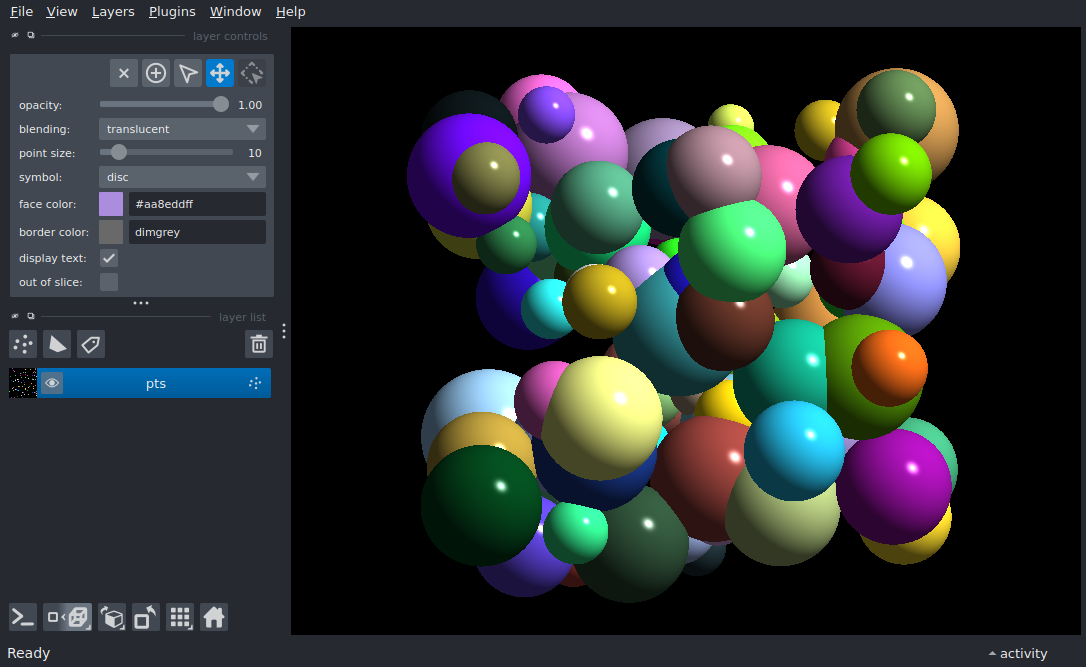 File View Layers Plugins Window Help
layer controls
opacity: 1.00
blending: translucent
point size: 10
symbol: disc
face color: #aa8eddff
border color: dimgrey
display text:
out of slice:
layer list
pts
Ready
activity